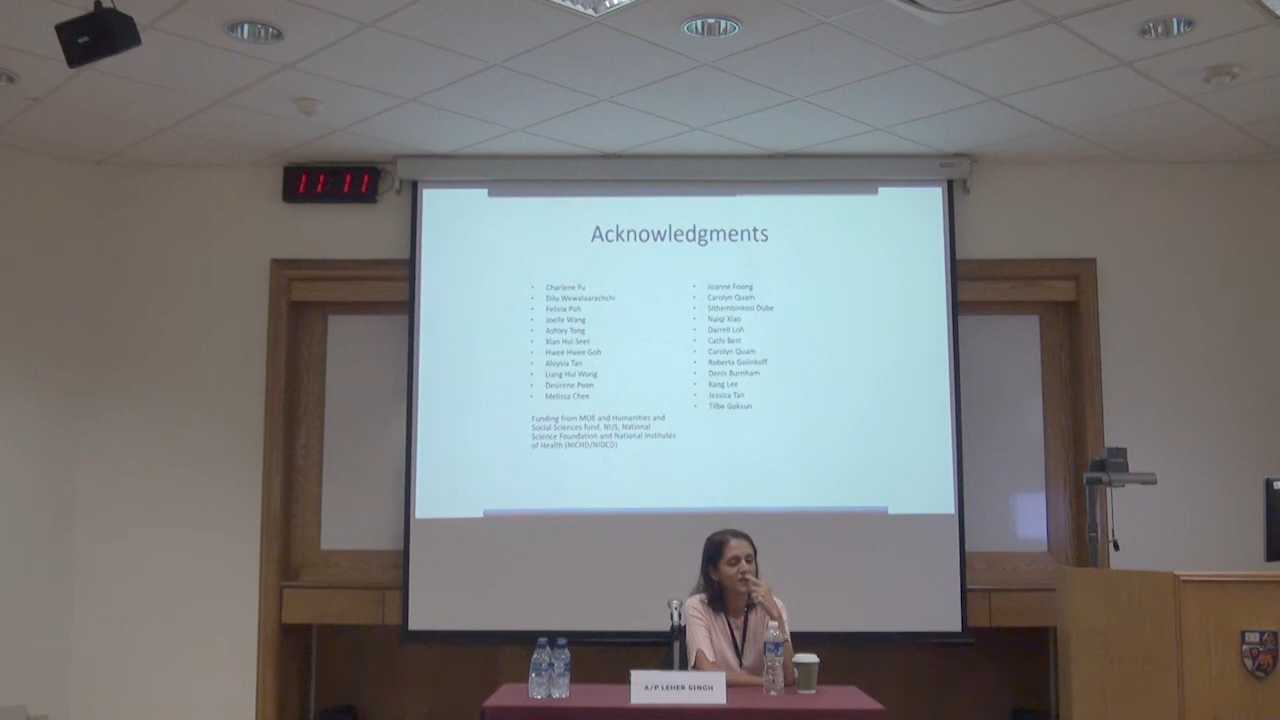 11:11
Acknowledgments
• Charlene Fu
• Dilu Wewalaarachchi
• Felicia Poh
• Joelle Wang
• Ashley Tong
• Xian Hui Seet
• Hwee Hwee Goh
• Aloysia Tan
• Liang Hui Wong
• Desirene Poon
• Melissa Chee
Funding from MOE and Humanities and
Social Sciences fund, NUS, National
Science Foundation and National Institutes
of Health (NICHD/NIDCD)
• Joanne Foong
• Carolyn Quam
• Sithembinkosi Dube
• Naiqi Xiao
• Darrell Loh
• Cathi Best
• Carolyn Quam
• Roberta Golinkoff
• Denis Burnham
• Kang Lee
• Jessica Tan
• Tilbe Goksun
A/P LEHER SINGH